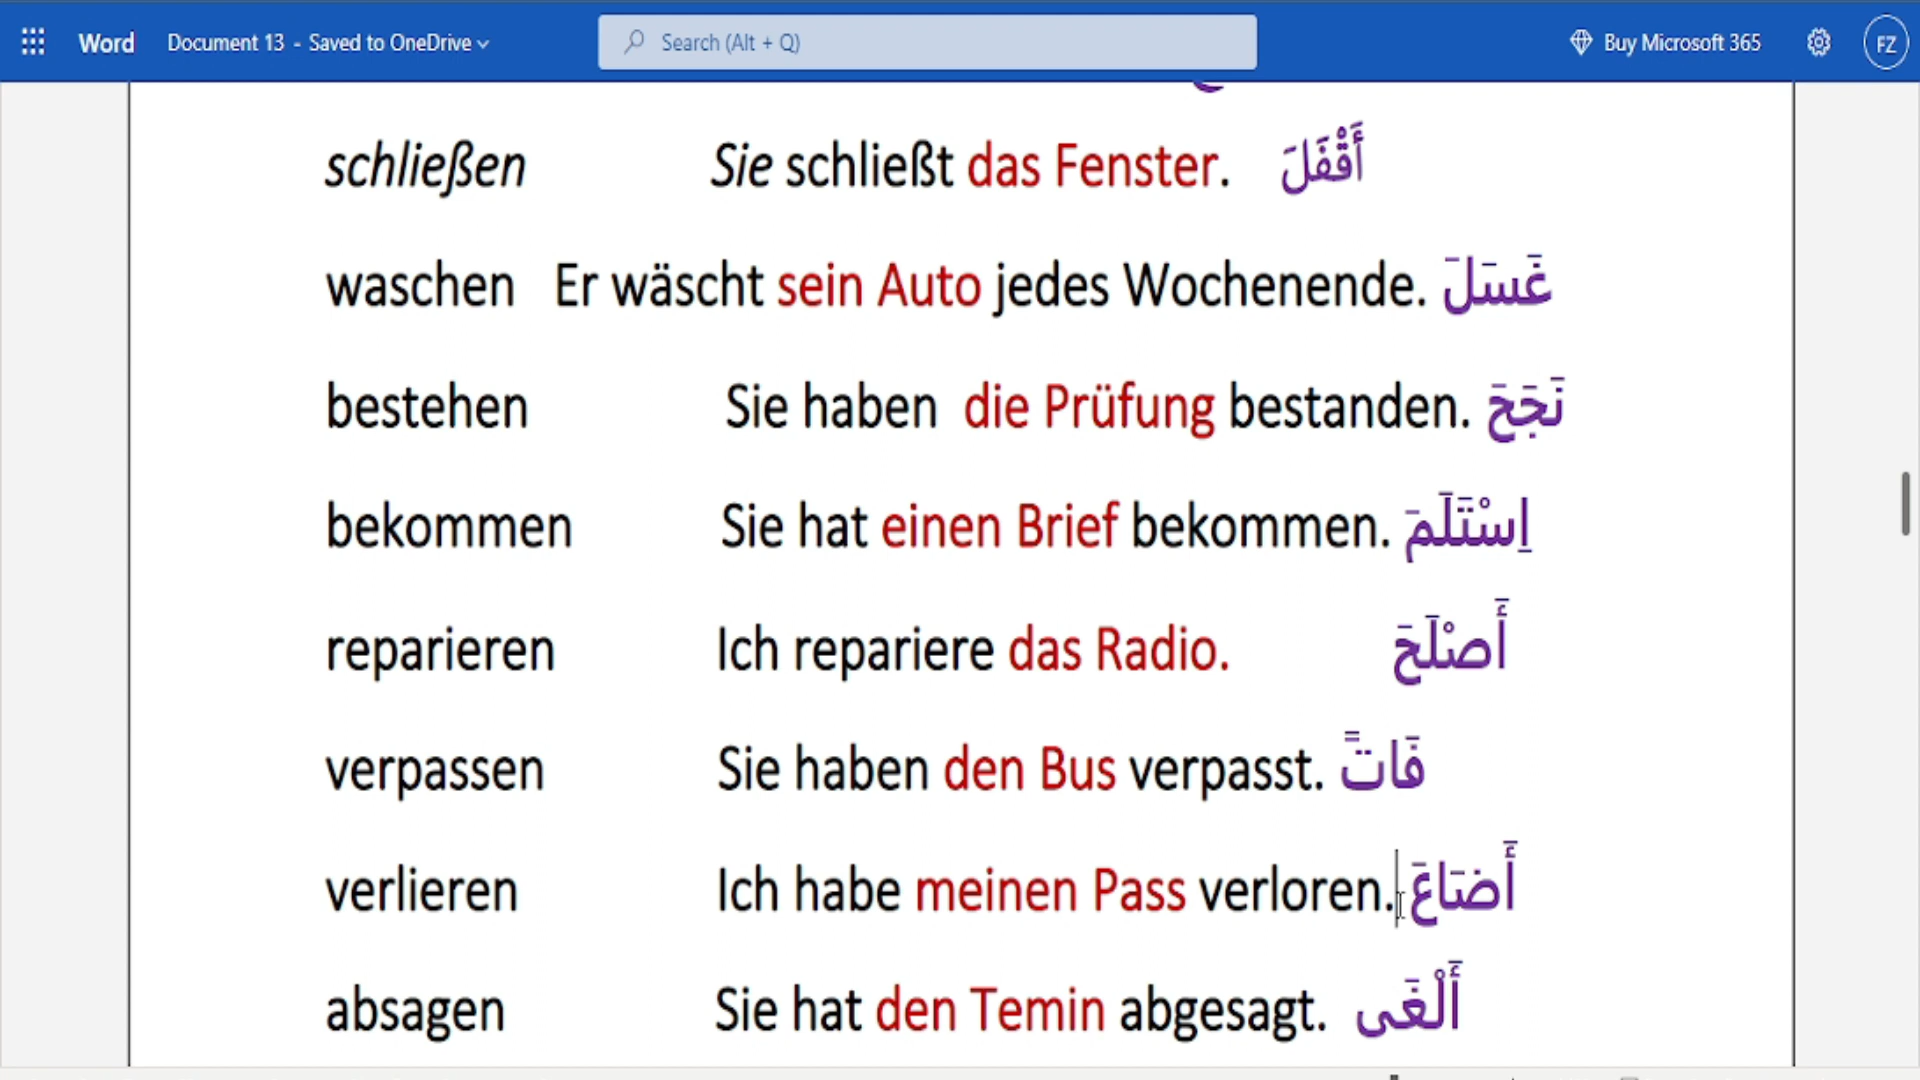 Word Document 13 - Saved to OneDrive Search (Alt + Q) Buy Microsoft 365 FZ
schließen Sie schließt das Fenster. أَقْفَلَ
waschen Er wäscht sein Auto jedes Wochenende. غَسَلَ
bestehen Sie haben die Prüfung bestanden. نَجَحَ
bekommen Sie hat einen Brief bekommen. اِسْتَلَمَ
reparieren Ich repariere das Radio. أَصْلَحَ
verpassen Sie haben den Bus verpasst. فَاتً
verlieren Ich habe meinen Pass verloren. أَضَاعَ
absagen Sie hat den Temin abgesagt. أَلْغَى